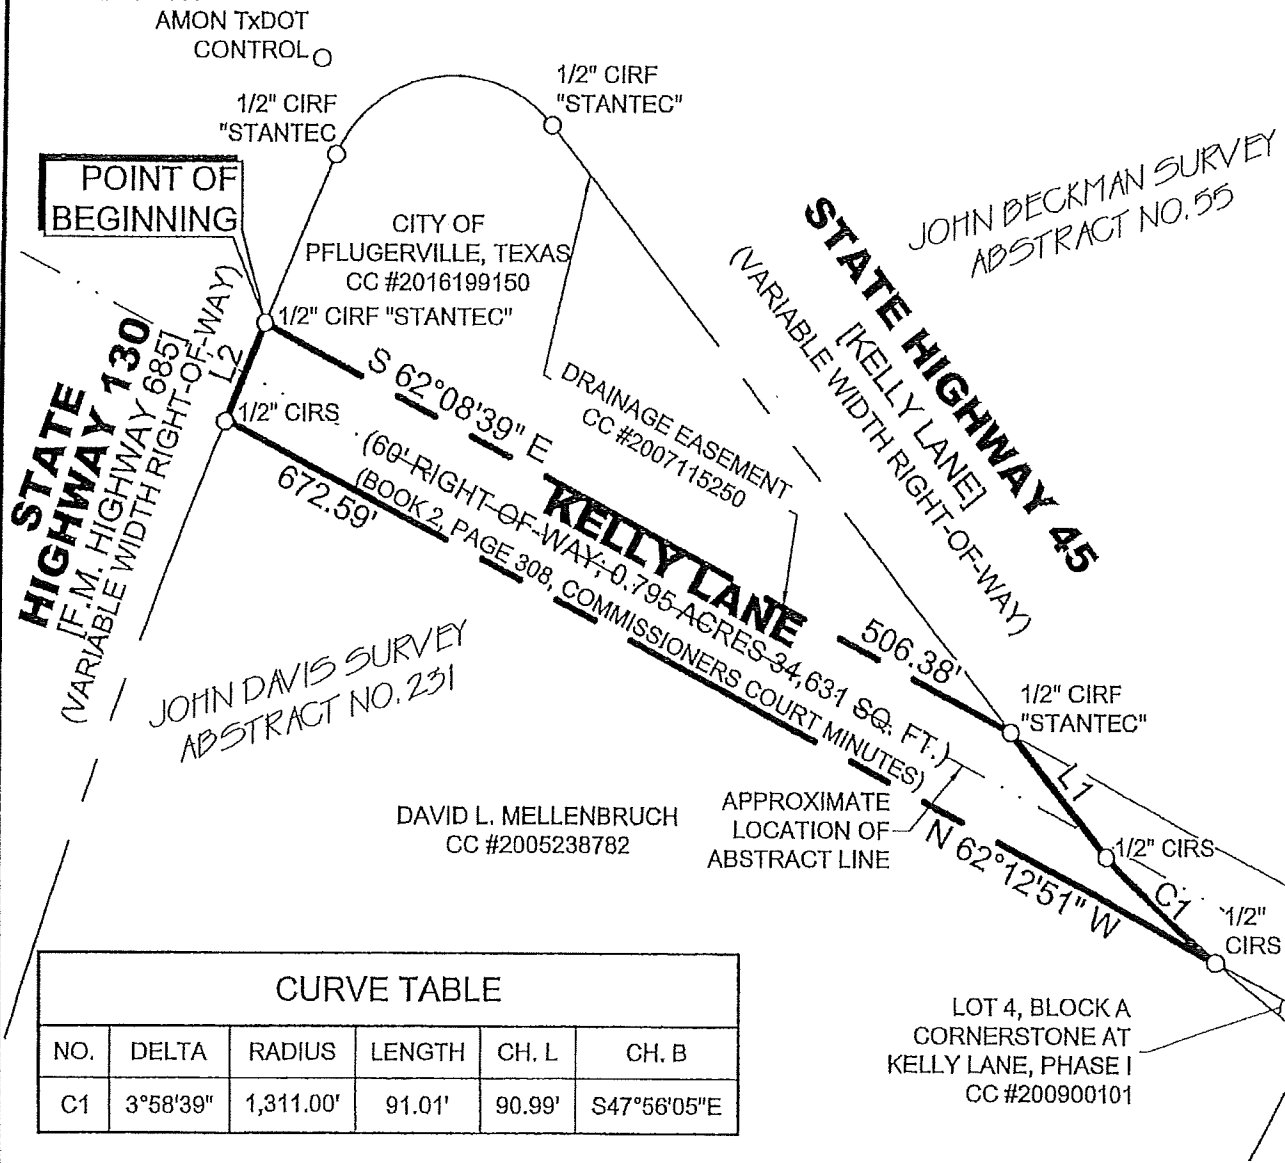 AMON TxDOT
CONTROL
1/2" CIRF
"STANTEC"
1/2" CIRF
"STANTEC
POINT OF
BEGINNING
CITY OF
PFLUGERVILLE, TEXAS
CC #2016199150
JOHN BECKMAN SURVEY
ABSTRACT NO. 55
STATE HIGHWAY 45
[KELLY LANE]
(VARIABLE WIDTH RIGHT-OF-WAY)
1/2" CIRF "STANTEC"
L2
STATE
HIGHWAY 130
[F.M. HIGHWAY 685]
(VARIABLE WIDTH RIGHT-OF-WAY)
S 62°08'39" E
DRAINAGE EASEMENT
CC #2007115250
1/2" CIRS
672.59'
KELLY LANE
(60' RIGHT-OF-WAY; 0.795 ACRES 34,631 SQ. FT.)
(BOOK 2, PAGE 308, COMMISSIONERS COURT MINUTES)
506.38'
JOHN DAVIS SURVEY
ABSTRACT NO. 231
1/2" CIRF
"STANTEC"
L1
DAVID L. MELLENBRUCH
CC #2005238782
APPROXIMATE
LOCATION OF
ABSTRACT LINE
N 62°12'51" W
1/2" CIRS
C1
1/2"
CIRS
LOT 4, BLOCK A
CORNERSTONE AT
KELLY LANE, PHASE I
CC #200900101
CURVE TABLE
NO. DELTA RADIUS LENGTH CH. L CH. B
C1 3°58'39" 1,311.00' 91.01' 90.99' S47°56'05"E